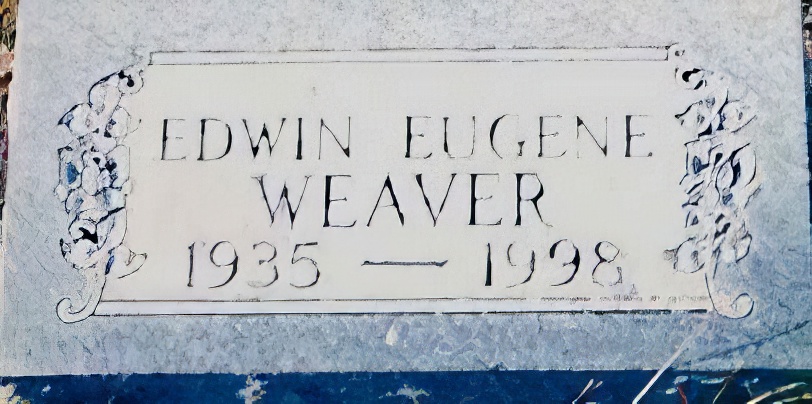 EDWIN EUGENE
WEAVER
1935 — 1998